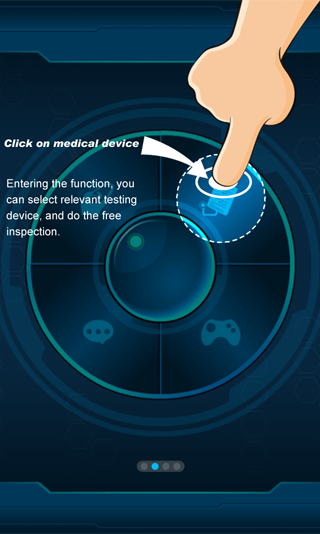 Click on medical device
Entering the function, you
can select relevant testing
device, and do the free
inspection.